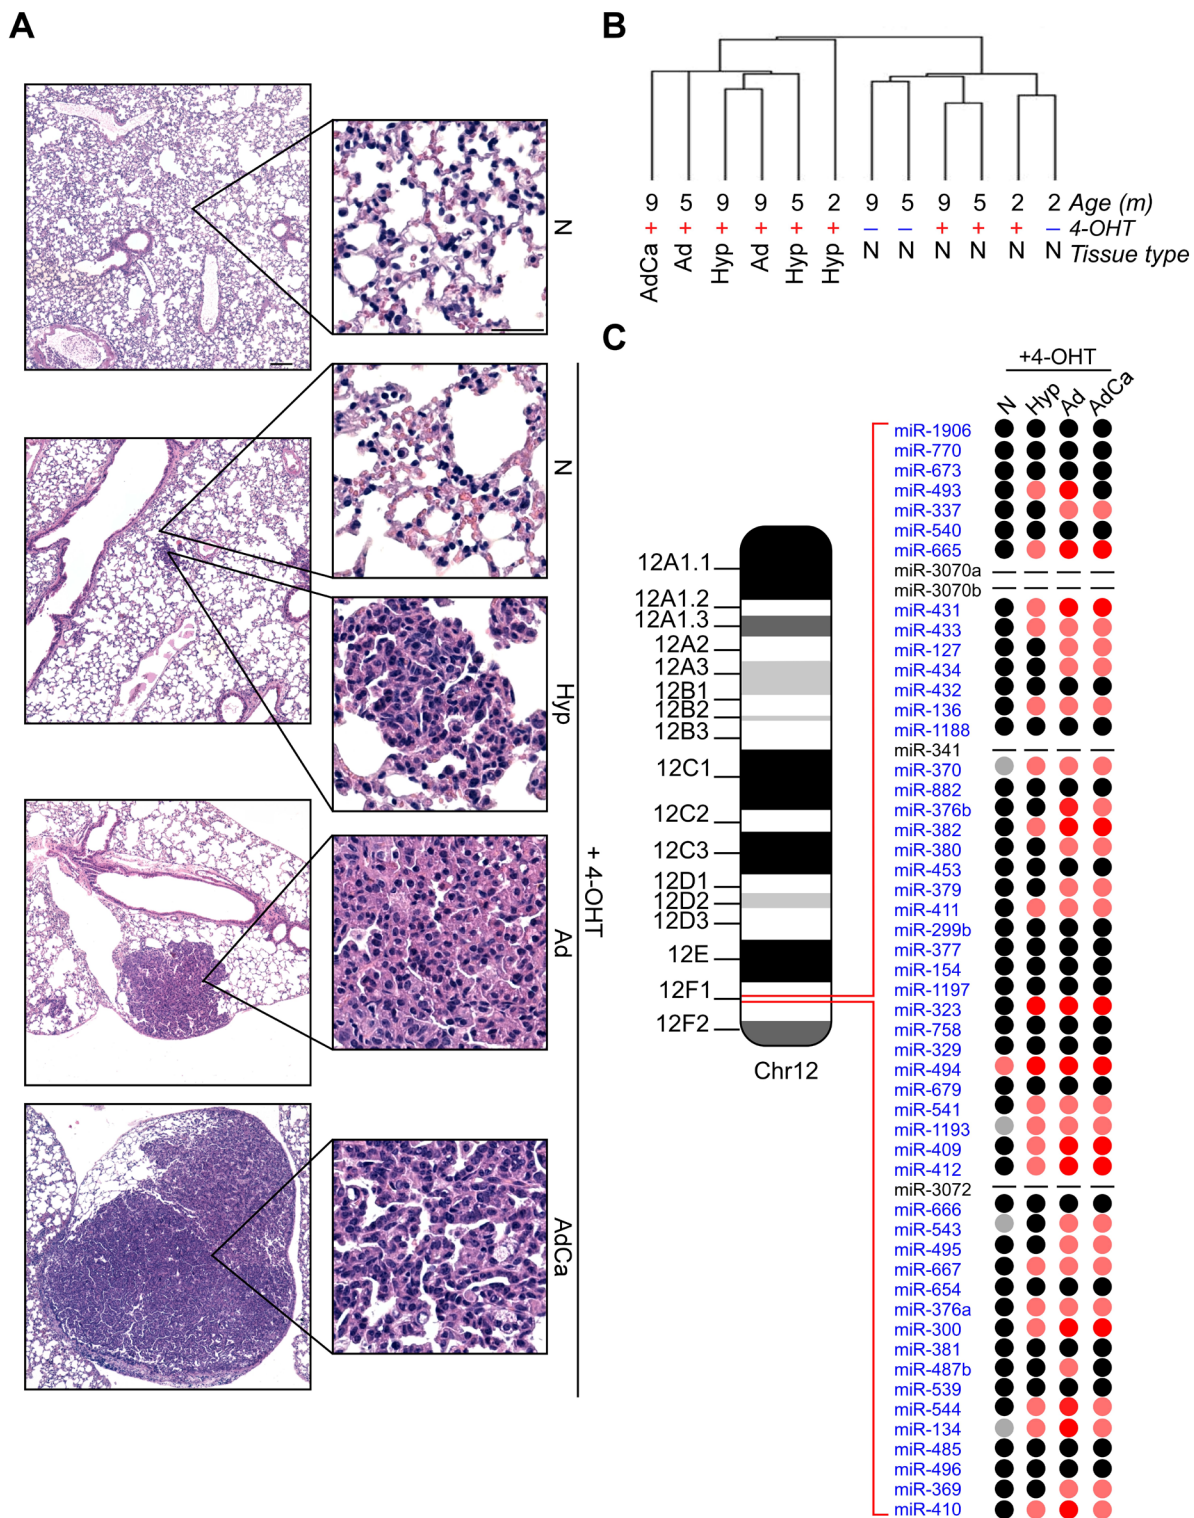 A
N
N
Hyp
Ad
AdCa
+ 4-OHT
B
9 5 9 9 5 2 9 5 9 5 2 2 Age (m)
+ + + + + + − − + + + − 4-OHT
AdCa Ad Hyp Ad Hyp Hyp N N N N N N Tissue type
C
+4-OHT
N Hyp Ad AdCa
12A1.1
12A1.2
12A1.3
12A2
12A3
12B1
12B2
12B3
12C1
12C2
12C3
12D1
12D2
12D3
12E
12F1
12F2
Chr12
miR-1906
miR-770
miR-673
miR-493
miR-337
miR-540
miR-665
miR-3070a
miR-3070b
miR-431
miR-433
miR-127
miR-434
miR-432
miR-136
miR-1188
miR-341
miR-370
miR-882
miR-376b
miR-382
miR-380
miR-453
miR-379
miR-411
miR-299b
miR-377
miR-154
miR-1197
miR-323
miR-758
miR-329
miR-494
miR-679
miR-541
miR-1193
miR-409
miR-412
miR-3072
miR-666
miR-543
miR-495
miR-667
miR-654
miR-376a
miR-300
miR-381
miR-487b
miR-539
miR-544
miR-134
miR-485
miR-496
miR-369
miR-410